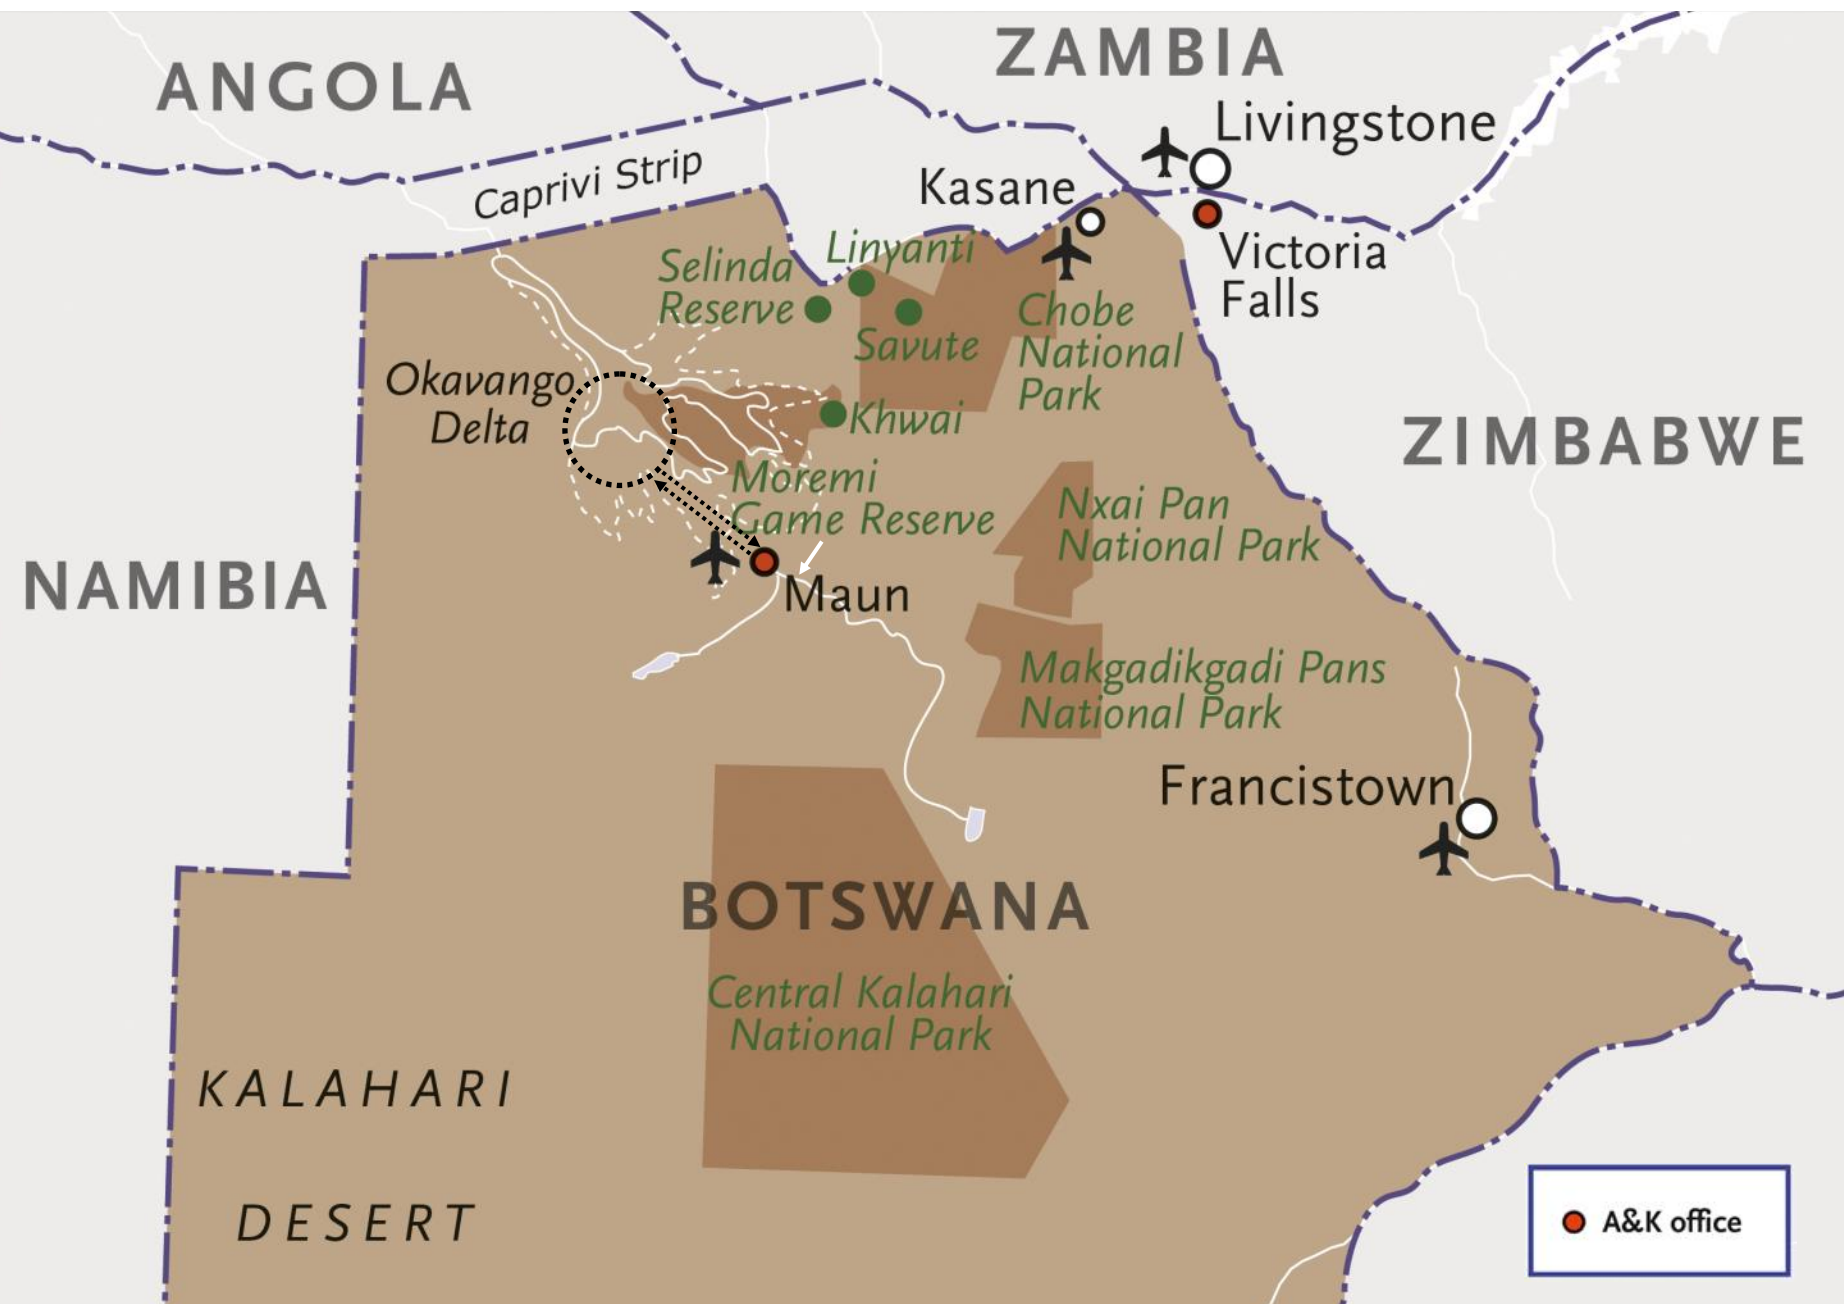 ANGOLA
ZAMBIA
Livingstone
Caprivi Strip
Kasane
Victoria
Falls
Linyanti
Selinda
Reserve
Savute
Chobe
National
Park
Okavango
Delta
Khwai
ZIMBABWE
Moremi
Game Reserve
Nxai Pan
National Park
NAMIBIA
Maun
Makgadikgadi Pans
National Park
Francistown
BOTSWANA
Central Kalahari
National Park
KALAHARI
DESERT
A&K office